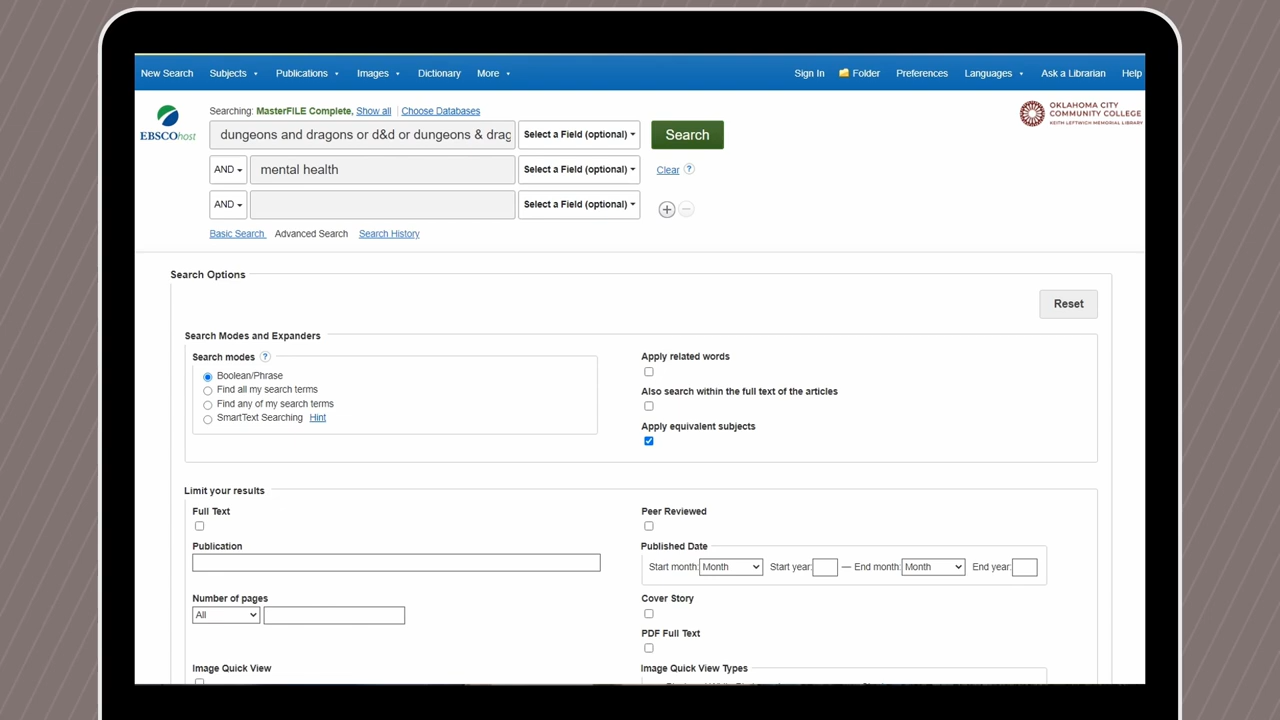 New Search Subjects Publications Images Dictionary More Sign In Folder Preferences Languages Ask a Librarian Help
Searching: MasterFILE Complete, Show all | Choose Databases
EBSCOhost
OKLAHOMA CITY
COMMUNITY COLLEGE
KEITH LEFTWICH MEMORIAL LIBRARY
dungeons and dragons or d&d or dungeons & drag Select a Field (optional) Search
AND mental health Select a Field (optional) Clear ?
AND Select a Field (optional) + −
Basic Search Advanced Search Search History
Search Options
Reset
Search Modes and Expanders
Search modes ?
Boolean/Phrase
Find all my search terms
Find any of my search terms
SmartText Searching Hint
Apply related words
Also search within the full text of the articles
Apply equivalent subjects
Limit your results
Full Text
Peer Reviewed
Publication
Published Date
Start month: Month Start year: — End month: Month End year:
Number of pages
All
Cover Story
PDF Full Text
Image Quick View
Image Quick View Types